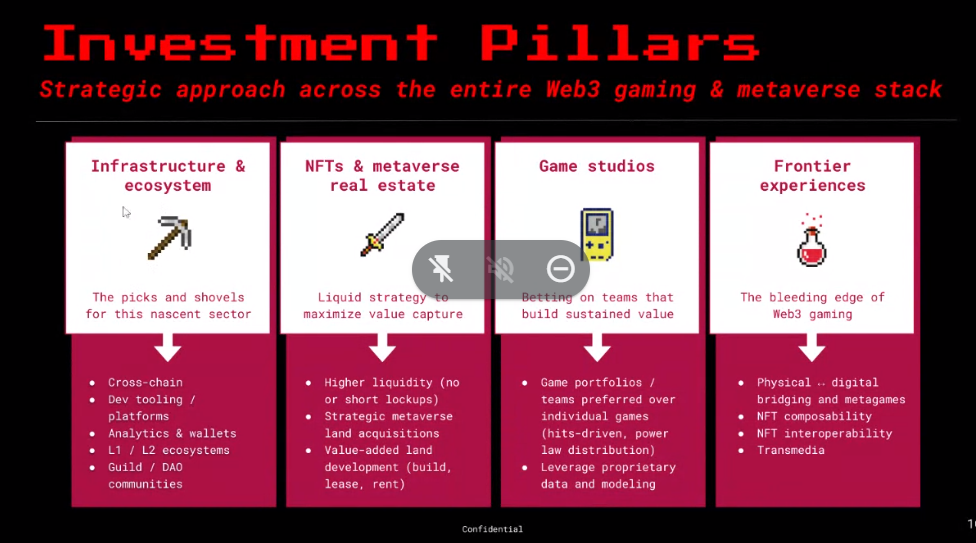 Investment Pillars
Strategic approach across the entire Web3 gaming & metaverse stack
Infrastructure &
ecosystem
The picks and shovels
for this nascent sector
• Cross-chain
• Dev tooling /
platforms
• Analytics & wallets
• L1 / L2 ecosystems
• Guild / DAO
communities
NFTs & metaverse
real estate
Liquid strategy to
maximize value capture
• Higher liquidity (no
or short lockups)
• Strategic metaverse
land acquisitions
• Value-added land
development (build,
lease, rent)
Game studios
Betting on teams that
build sustained value
• Game portfolios /
teams preferred over
individual games
(hits-driven, power
law distribution)
• Leverage proprietary
data and modeling
Frontier
experiences
The bleeding edge of
Web3 gaming
• Physical ↔ digital
bridging and metagames
• NFT composability
• NFT interoperability
• Transmedia
Confidential